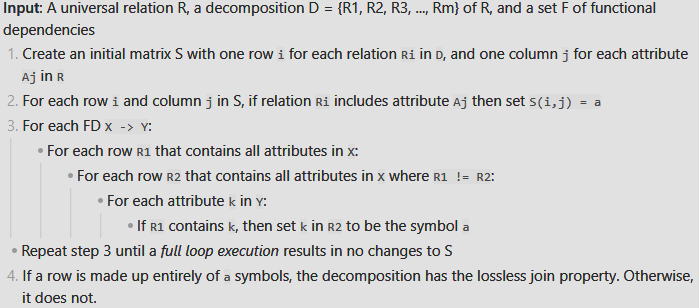 Input: A universal relation R, a decomposition D = {R1, R2, R3, ..., Rm} of R, and a set F of functional
dependencies
1. Create an initial matrix S with one row i for each relation Ri in D, and one column j for each attribute
Aj in R
2. For each row i and column j in S, if relation Ri includes attribute Aj then set S(i,j) = a
3. For each FD X -> Y:
• For each row R1 that contains all attributes in X:
• For each row R2 that contains all attributes in X where R1 != R2:
• For each attribute k in Y:
• If R1 contains k, then set k in R2 to be the symbol a
• Repeat step 3 until a full loop execution results in no changes to S
4. If a row is made up entirely of a symbols, the decomposition has the lossless join property. Otherwise,
it does not.